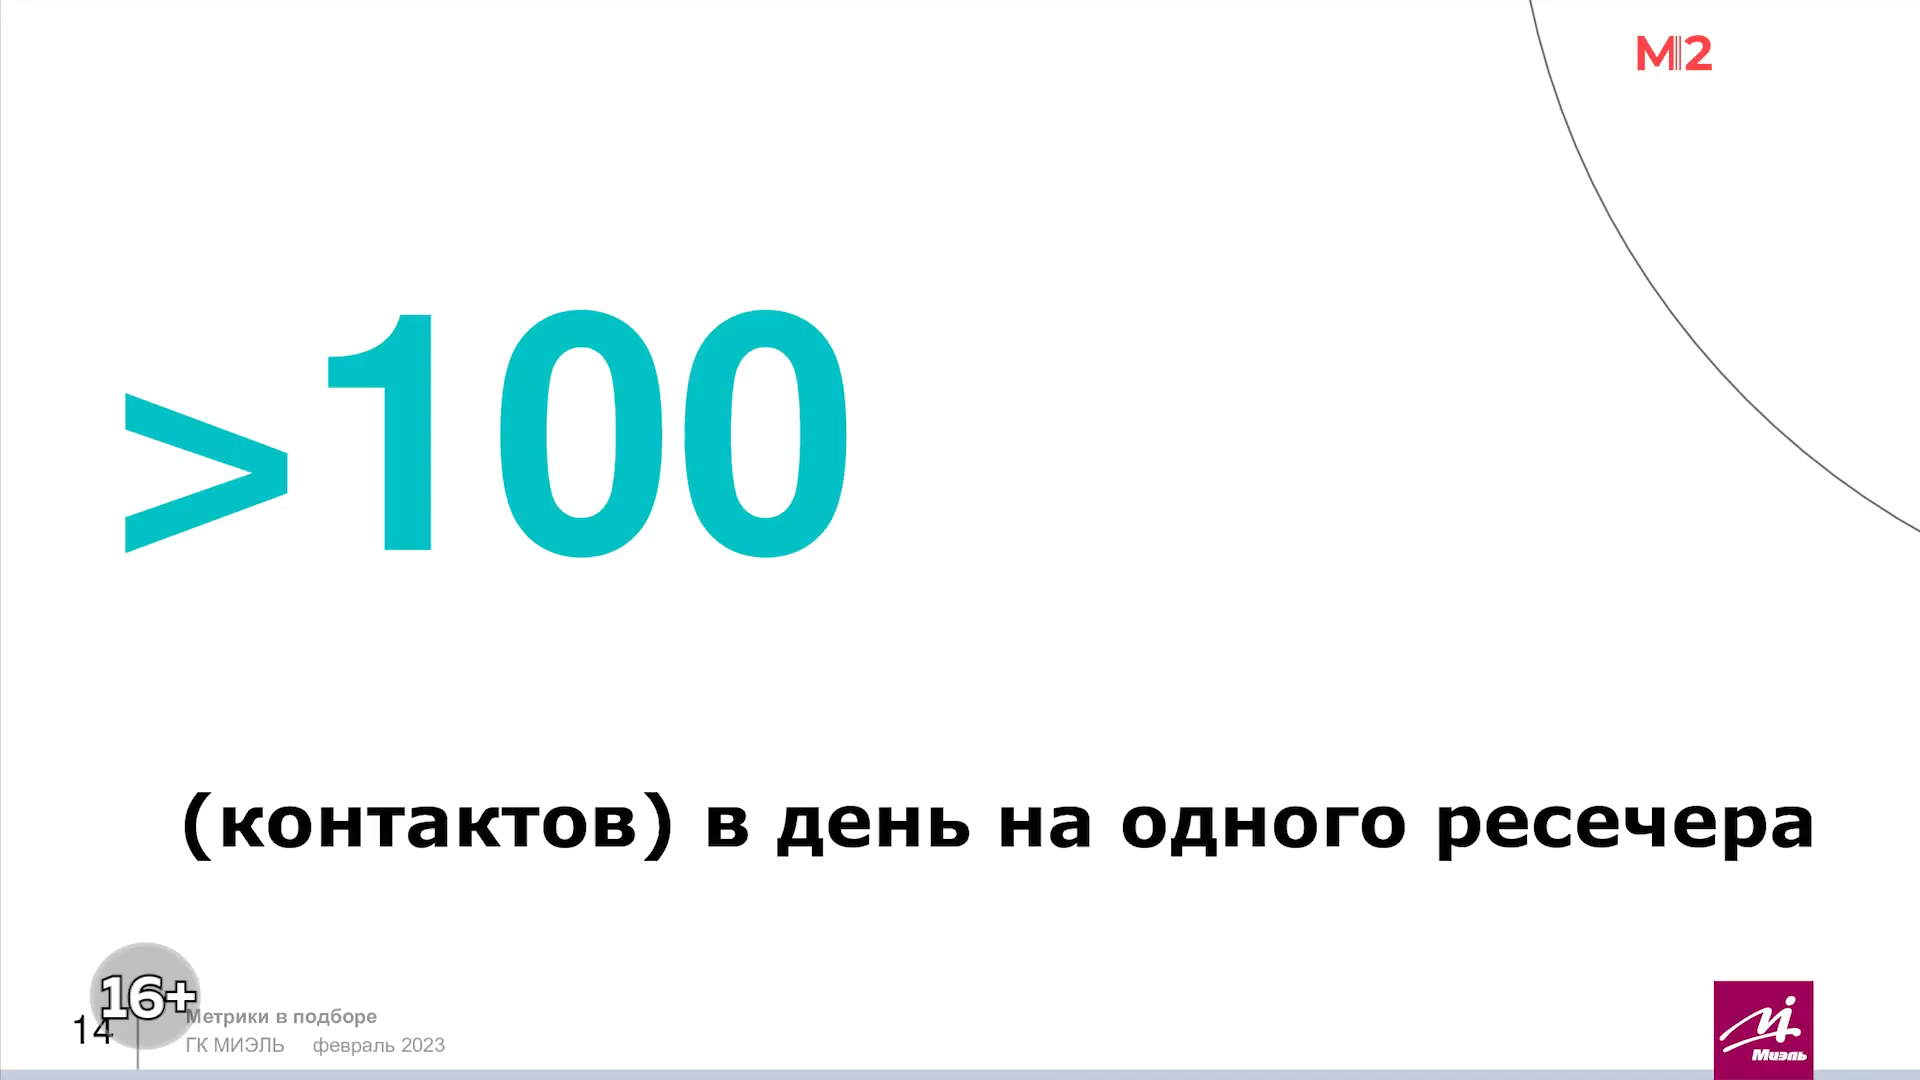 М2
>100
(контактов) в день на одного ресечера
16+
14
Метрики в подборе
ГК МИЭЛЬ февраль 2023
Миэль